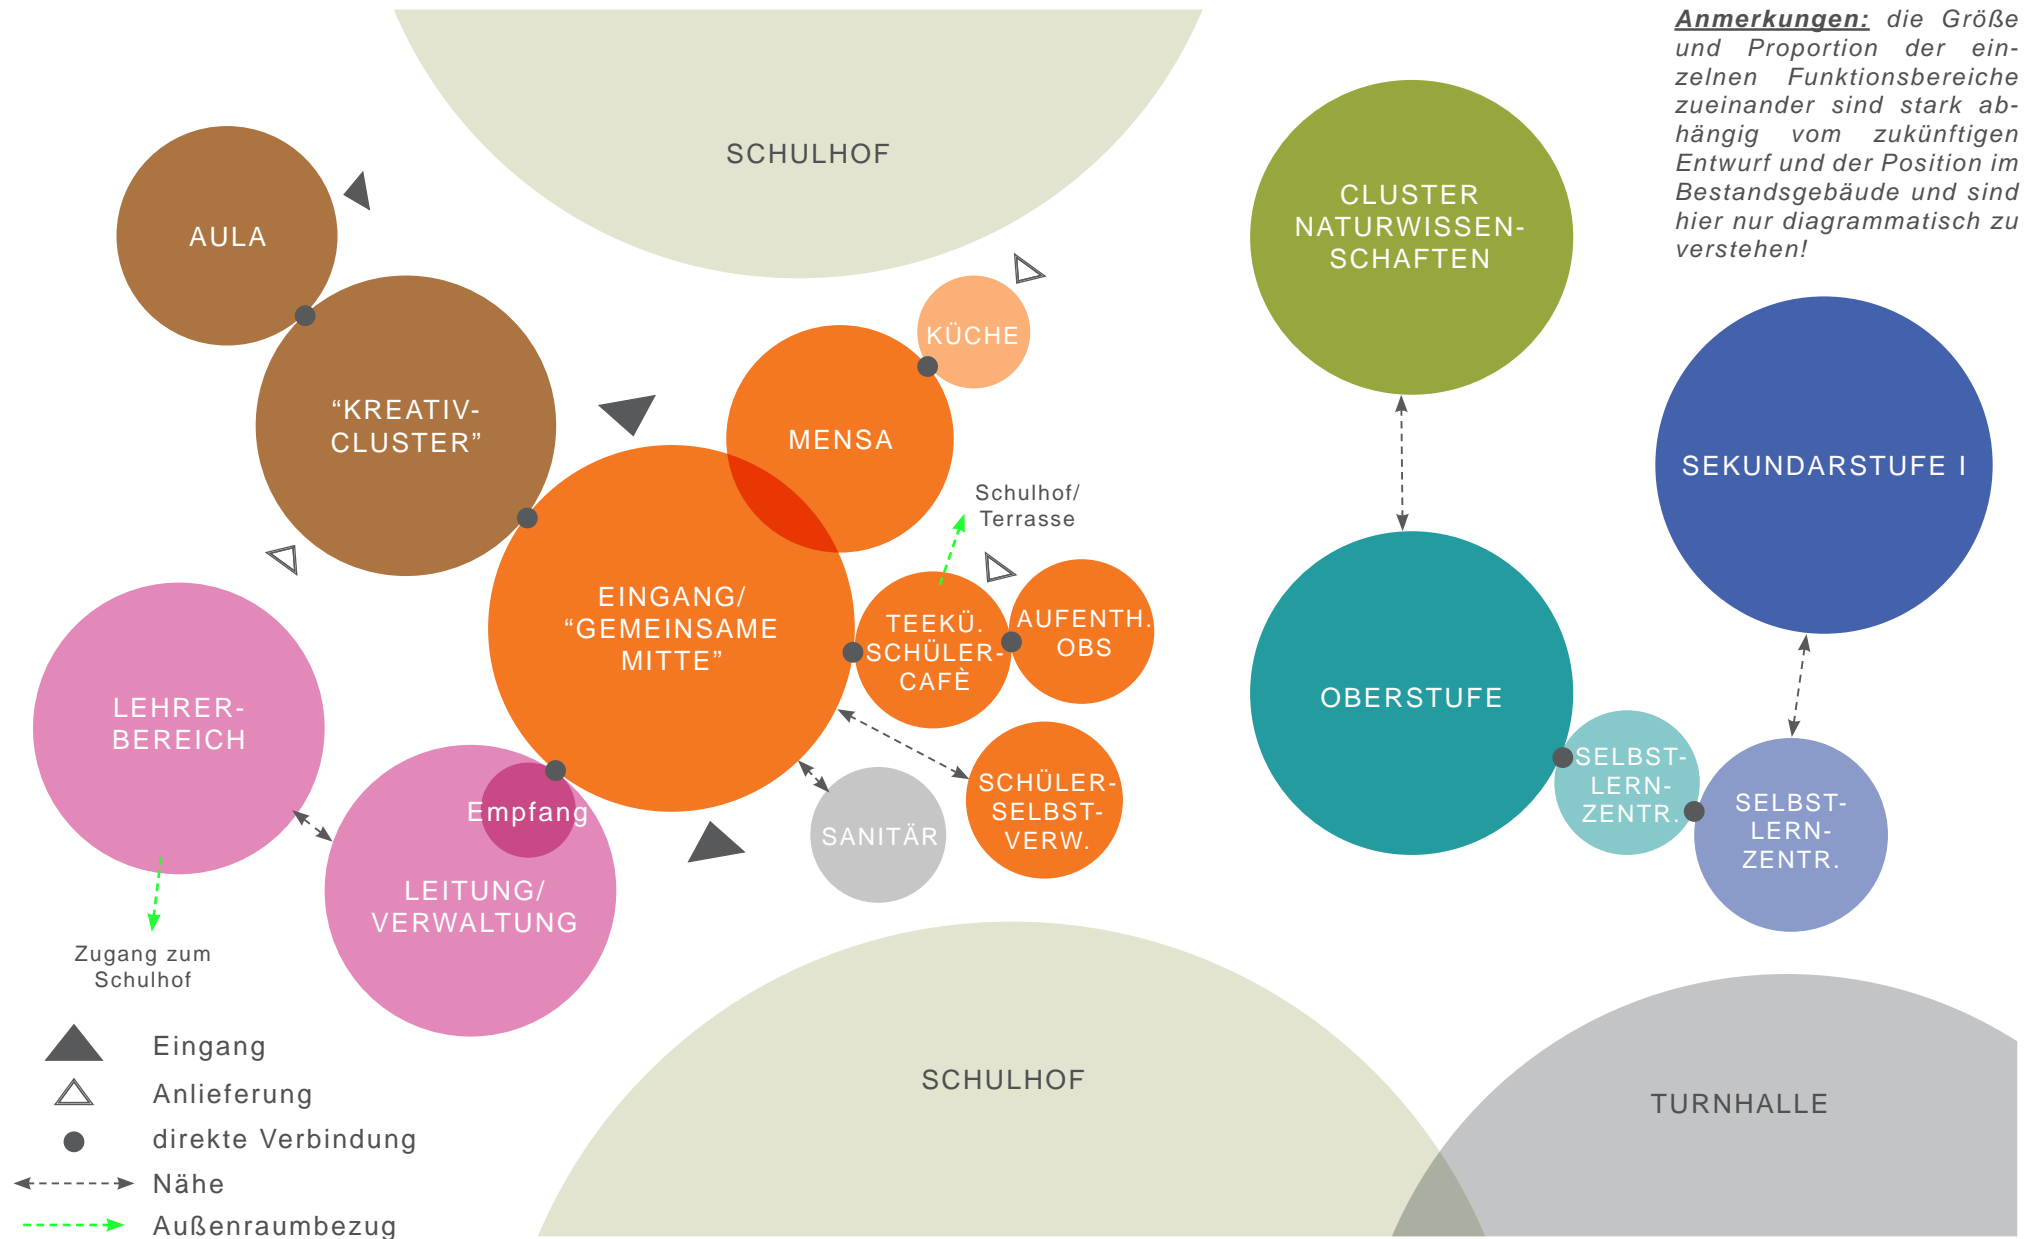 Anmerkungen: die Größe
und Proportion der ein-
zelnen Funktionsbereiche
zueinander sind stark ab-
hängig vom zukünftigen
Entwurf und der Position im
Bestandsgebäude und sind
hier nur diagrammatisch zu
verstehen!
SCHULHOF
AULA
CLUSTER
NATURWISSEN-
SCHAFTEN
KÜCHE
“KREATIV-
CLUSTER”
MENSA
SEKUNDARSTUFE I
Schulhof/
Terrasse
EINGANG/
“GEMEINSAME
MITTE”
TEEKÜ.
SCHÜLER-
CAFÈ
AUFENTH.
OBS
LEHRER-
BEREICH
OBERSTUFE
SELBST-
LERN-
ZENTR.
SELBST-
LERN-
ZENTR.
Empfang
SANITÄR
SCHÜLER-
SELBST-
VERW.
LEITUNG/
VERWALTUNG
Zugang zum
Schulhof
SCHULHOF
TURNHALLE
Eingang
Anlieferung
direkte Verbindung
Nähe
Außenraumbezug